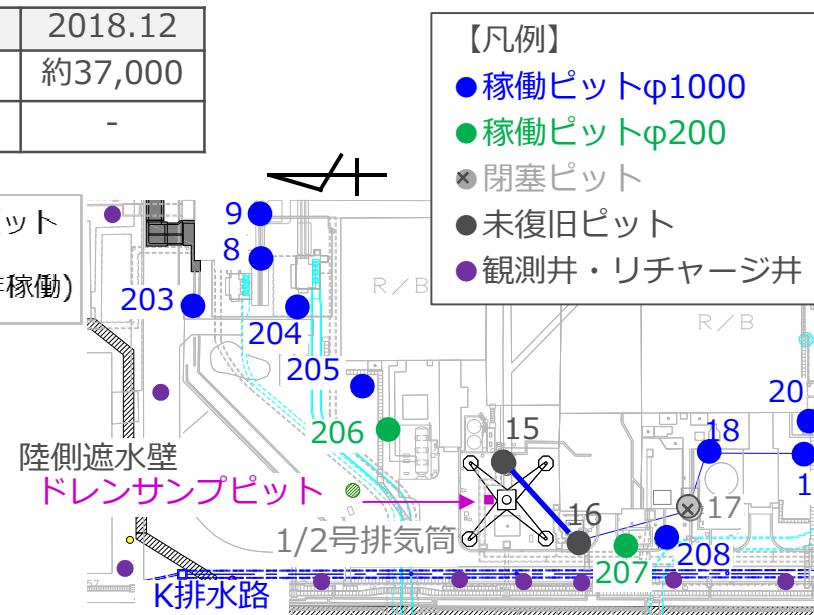 2018.12
約37,000
-
【凡例】
稼働ピットφ1000
稼働ピットφ200
閉塞ピット
未復旧ピット
観測井・リチャージ井
ット
稼働)
9
8
203
204
R/B
R/B
205
206
20
15
18
陸側遮水壁
ドレンサンプピット
1
17
16
1/2号排気筒
208
207
K排水路